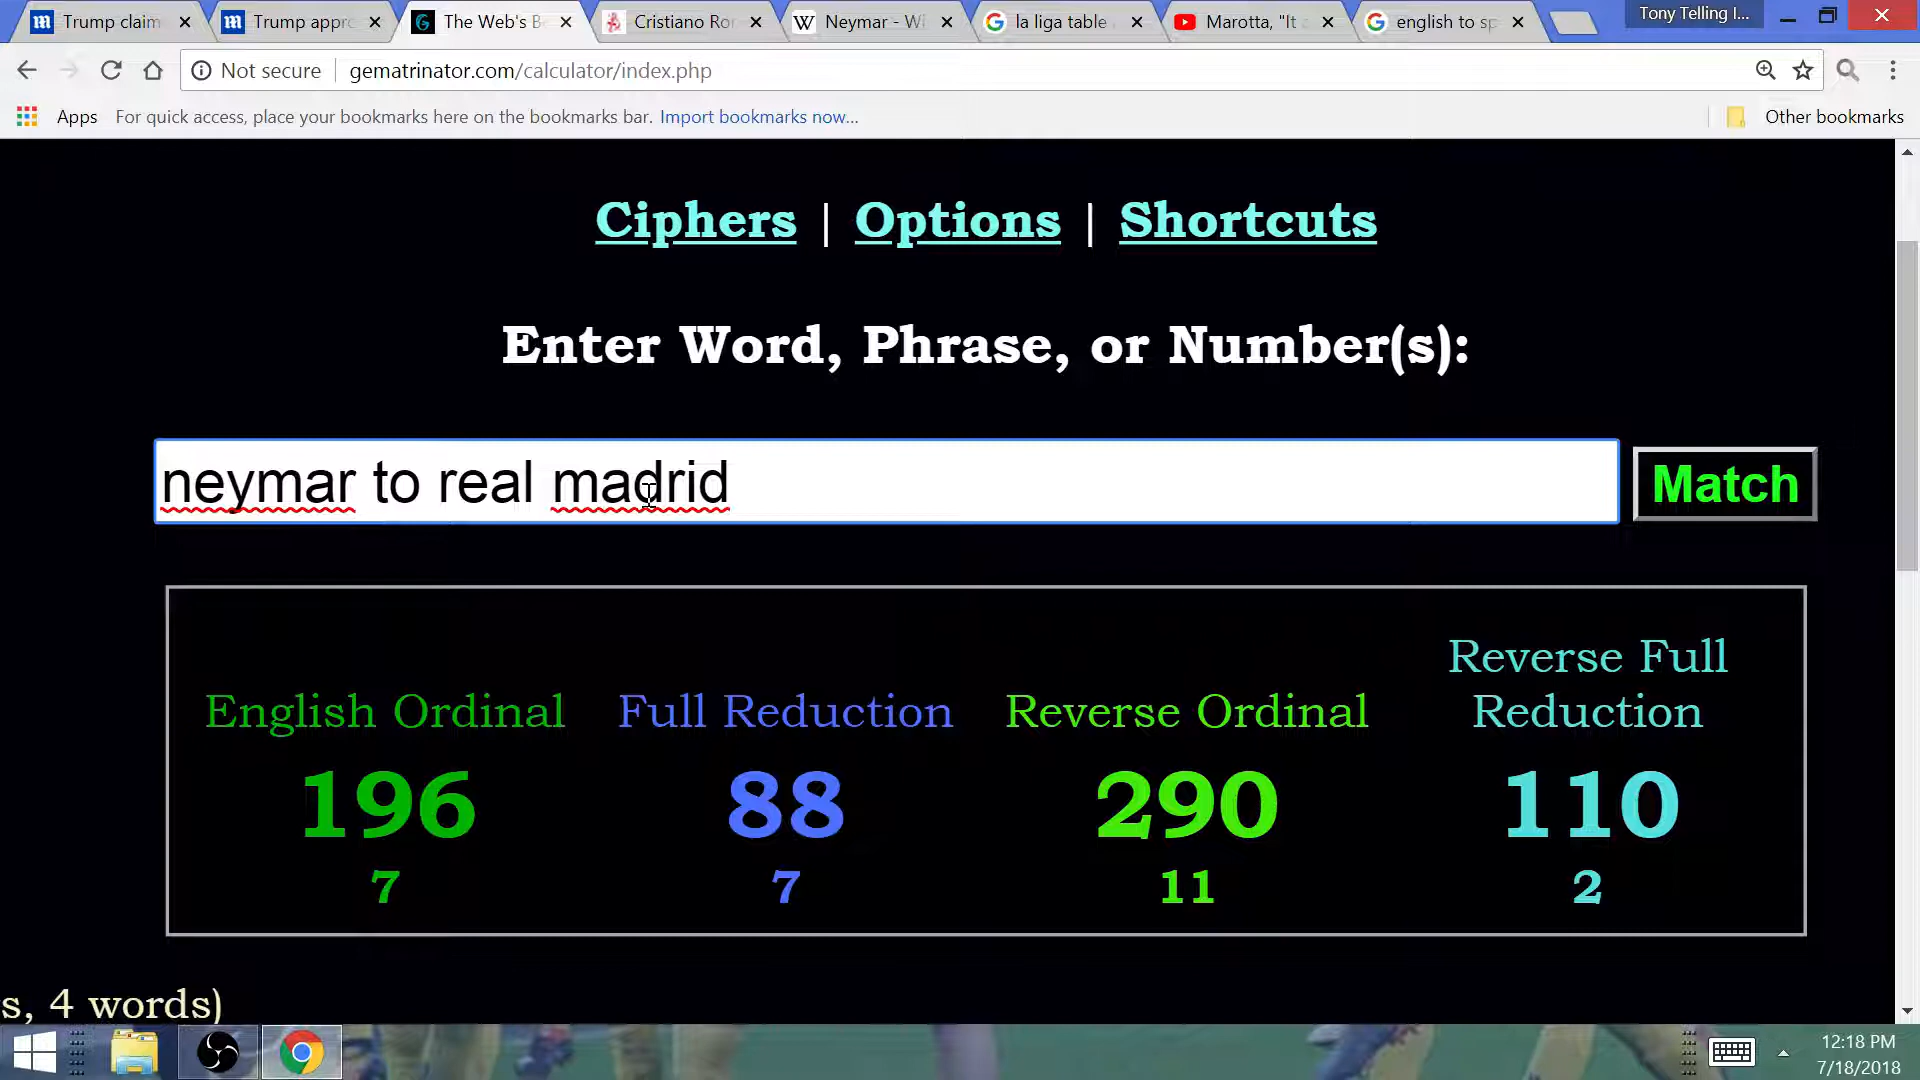 Trump claim
Trump appro
The Web's Be
Cristiano Ron
Neymar - Wi
la liga table
Marotta, "It
english to sp
Tony Telling I...
Not secure
gematrinator.com/calculator/index.php
Apps
For quick access, place your bookmarks here on the bookmarks bar. Import bookmarks now...
Other bookmarks
Ciphers | Options | Shortcuts
Enter Word, Phrase, or Number(s):
neymar to real madrid
Match
English Ordinal
Full Reduction
Reverse Ordinal
Reverse Full
Reduction
196
88
290
110
7
7
11
2
s, 4 words)
12:18 PM
7/18/2018